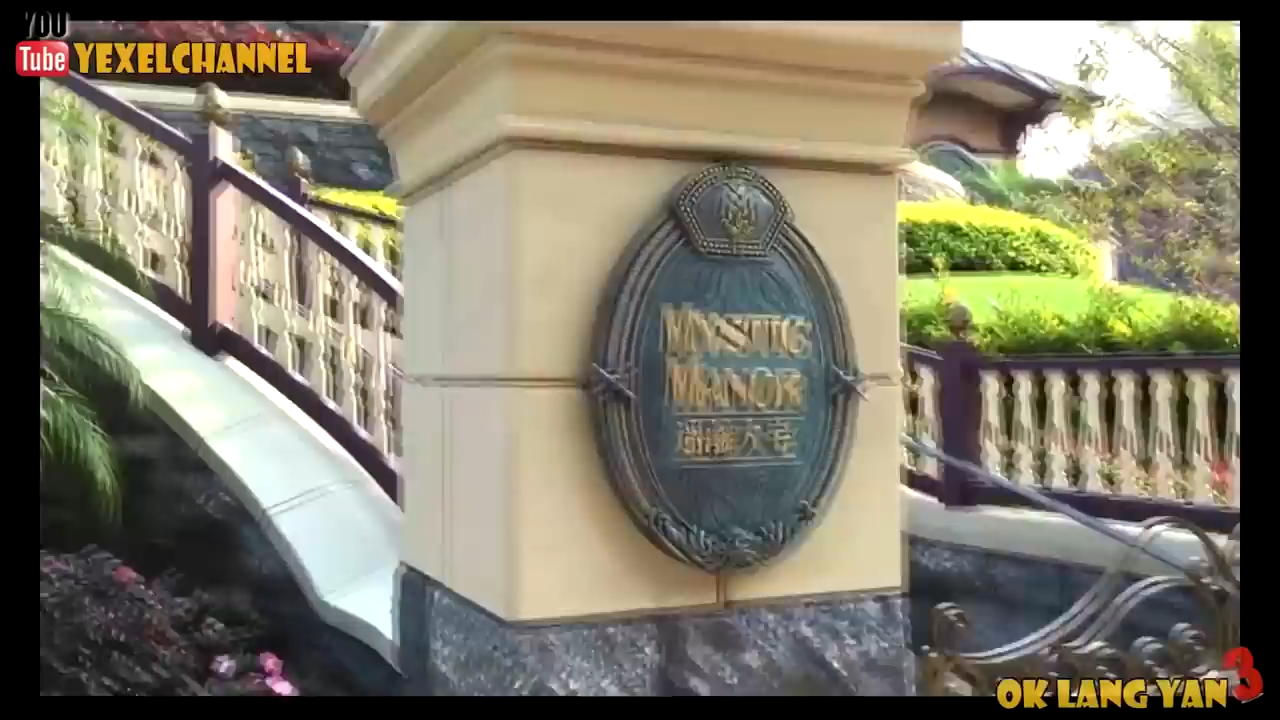 YOU
Tube YEXELCHANNEL
MYSTIC
MANOR
迷離大宅
OK LANG YAN 3